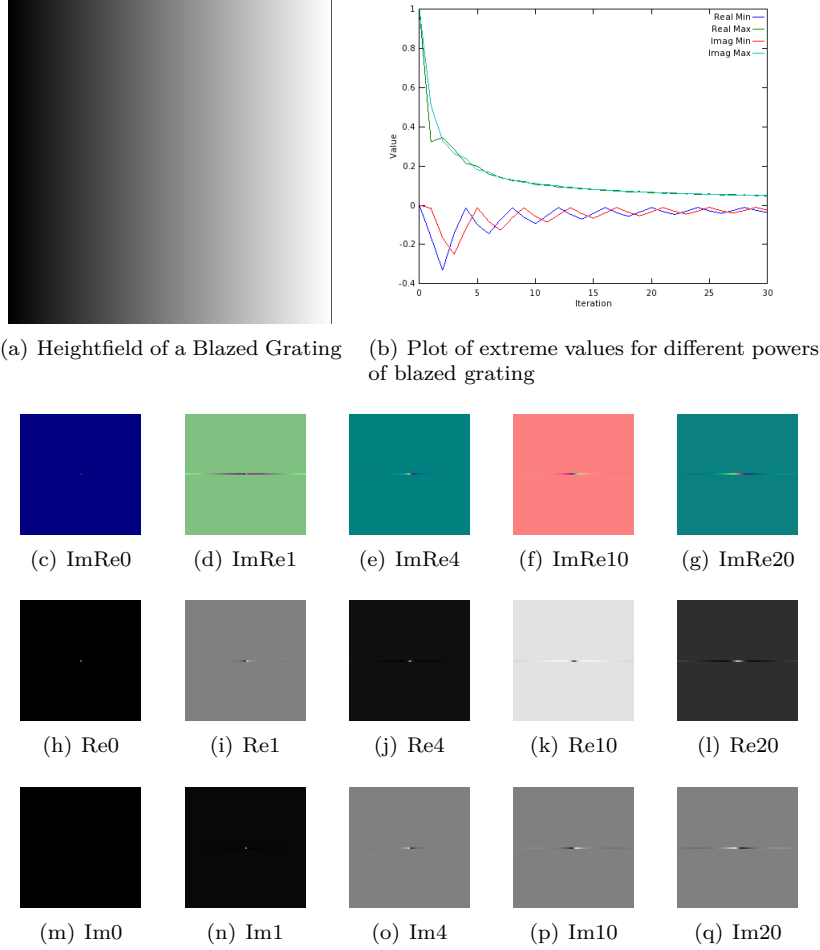 1
0.8
0.6
0.4
0.2
0
-0.2
-0.4
Value
Real Min
Real Max
Imag Min
Imag Max
0 5 10 15 20 25 30
Iteration
(a) Heightfield of a Blazed Grating
(b) Plot of extreme values for different powers
of blazed grating
(c) ImRe0
(d) ImRe1
(e) ImRe4
(f) ImRe10
(g) ImRe20
(h) Re0
(i) Re1
(j) Re4
(k) Re10
(l) Re20
(m) Im0
(n) Im1
(o) Im4
(p) Im10
(q) Im20